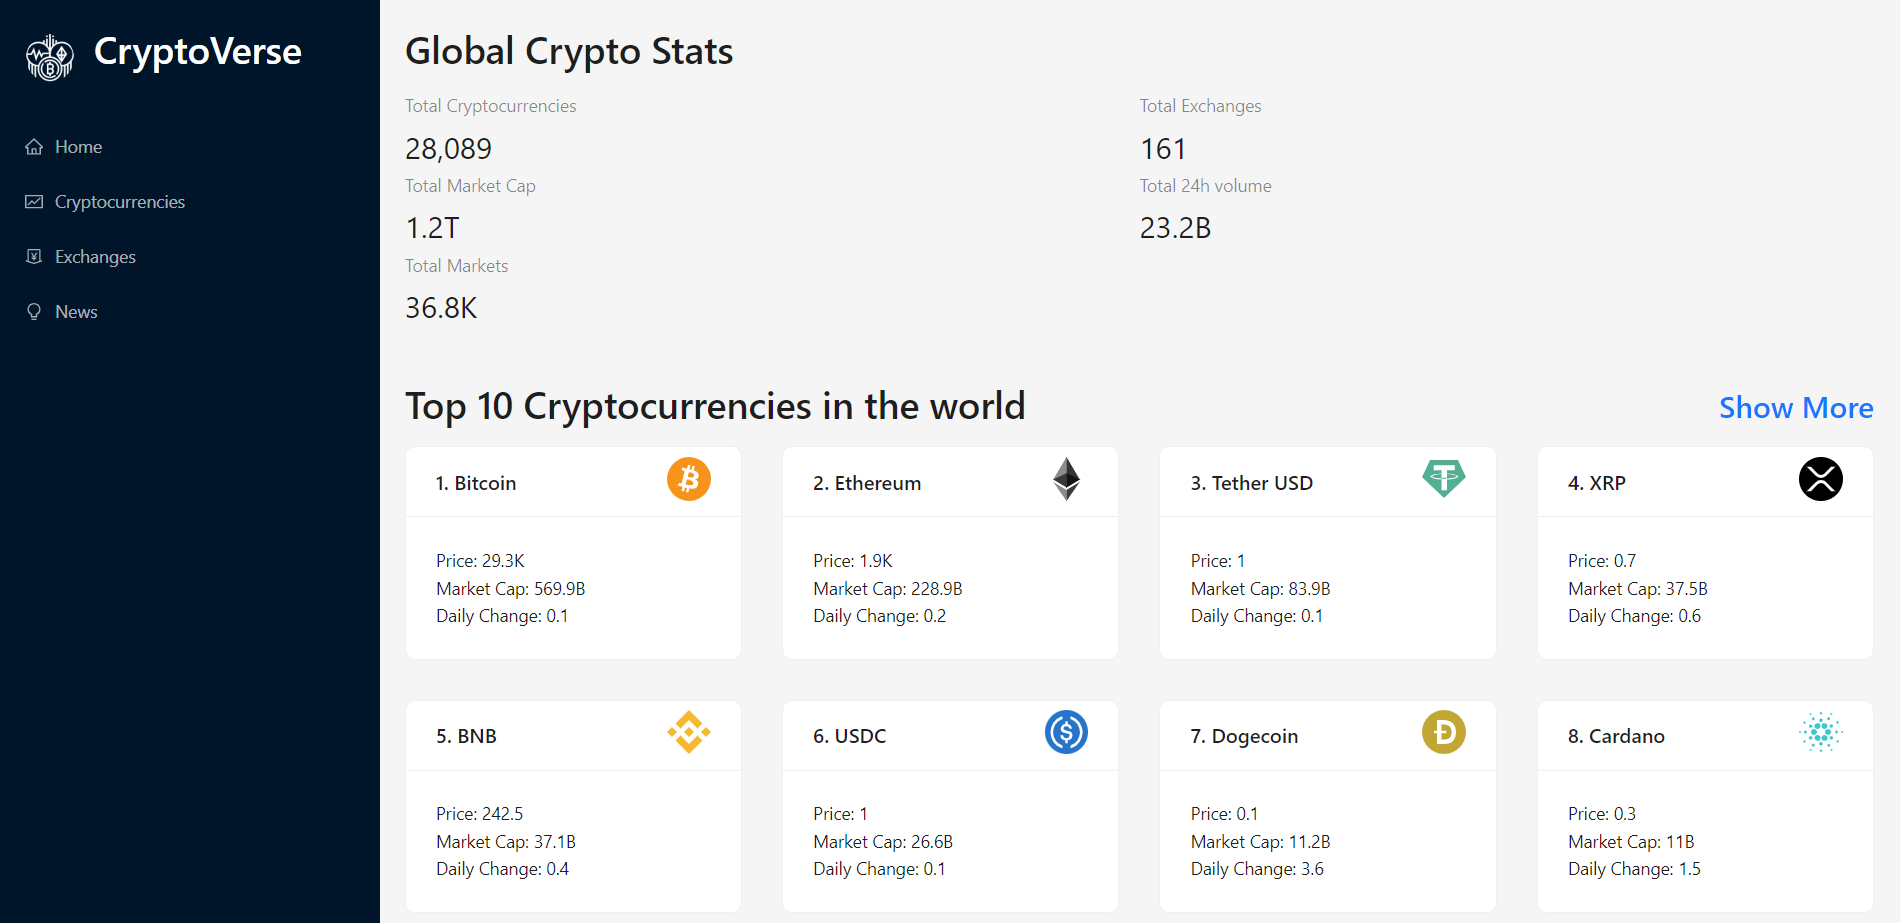 CryptoVerse
Home
Cryptocurrencies
Exchanges
News
Global Crypto Stats
Total Cryptocurrencies
28,089
Total Exchanges
161
Total Market Cap
1.2T
Total 24h volume
23.2B
Total Markets
36.8K
Top 10 Cryptocurrencies in the world
Show More
1. Bitcoin
Price: 29.3K
Market Cap: 569.9B
Daily Change: 0.1
2. Ethereum
Price: 1.9K
Market Cap: 228.9B
Daily Change: 0.2
3. Tether USD
Price: 1
Market Cap: 83.9B
Daily Change: 0.1
4. XRP
Price: 0.7
Market Cap: 37.5B
Daily Change: 0.6
5. BNB
Price: 242.5
Market Cap: 37.1B
Daily Change: 0.4
6. USDC
Price: 1
Market Cap: 26.6B
Daily Change: 0.1
7. Dogecoin
Price: 0.1
Market Cap: 11.2B
Daily Change: 3.6
8. Cardano
Price: 0.3
Market Cap: 11B
Daily Change: 1.5